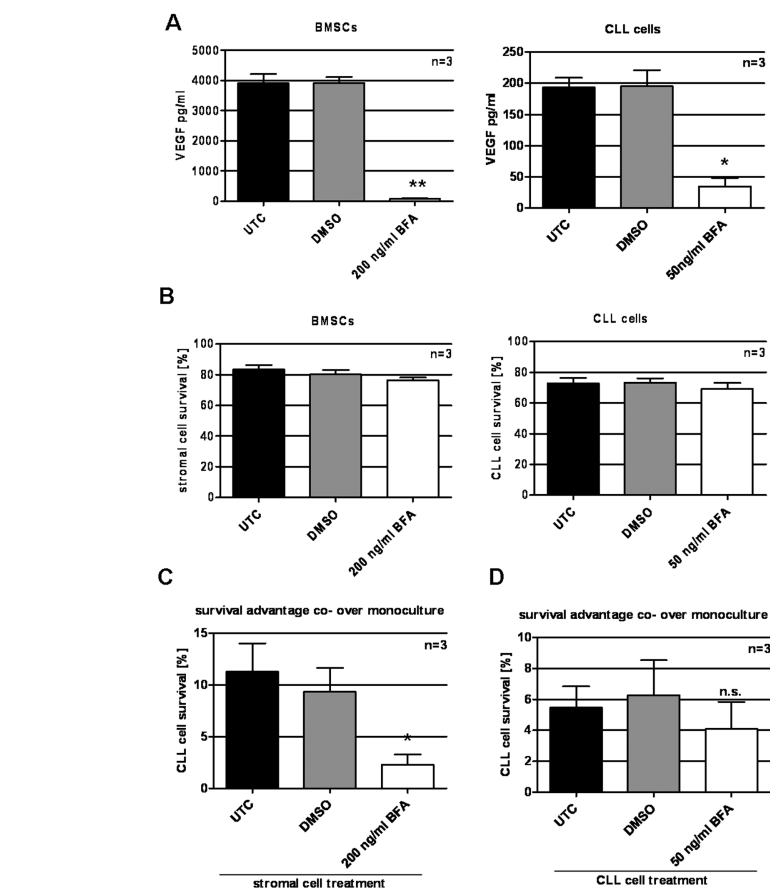 A
BMSCs
n=3
VEGF pg/ml
5000
4000
3000
2000
1000
0
**
UTC
DMSO
200 ng/ml BFA
CLL cells
n=3
VEGF pg/ml
250
200
150
100
50
0
*
UTC
DMSO
50ng/ml BFA
B
BMSCs
n=3
stromal cell survival [%]
100
80
60
40
20
0
UTC
DMSO
200 ng/ml BFA
CLL cells
n=3
CLL cell survival [%]
100
80
60
40
20
0
UTC
DMSO
50 ng/ml BFA
C
survival advantage co- over monoculture
n=3
CLL cell survival [%]
15
10
5
0
*
UTC
DMSO
200 ng/ml BFA
stromal cell treatment
D
survival advantage co- over monoculture
n=3
CLL cell survival [%]
10
8
6
4
2
0
n.s.
UTC
DMSO
50 ng/ml BFA
CLL cell treatment